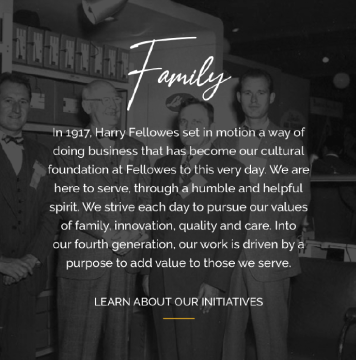 Family
In 1917, Harry Fellowes set in motion a way of
doing business that has become our cultural
foundation at Fellowes to this very day. We are
here to serve, through a humble and helpful
spirit. We strive each day to pursue our values
of family, innovation, quality and care. Into
our fourth generation, our work is driven by a
purpose to add value to those we serve.
LEARN ABOUT OUR INITIATIVES